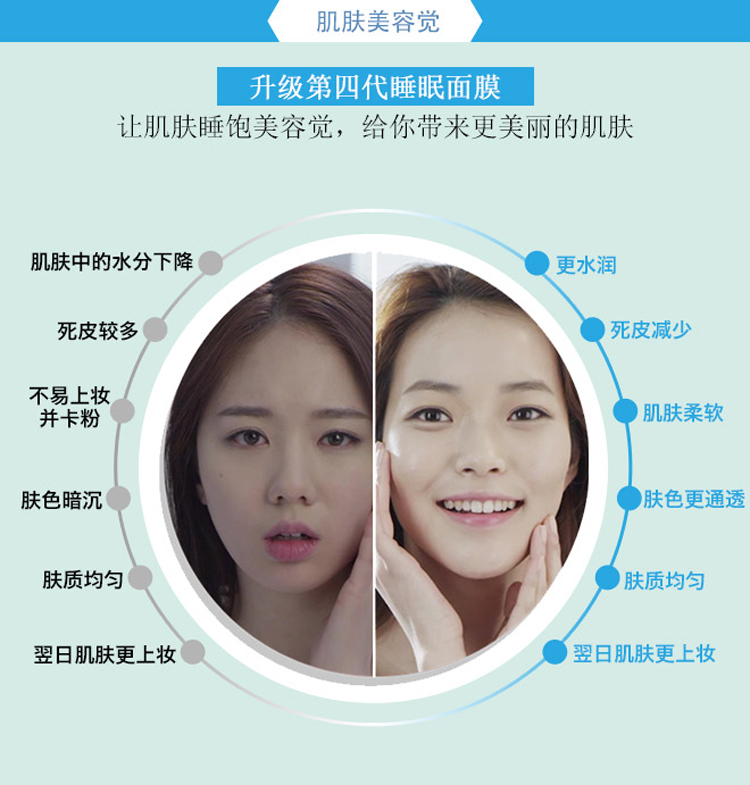 肌肤美容觉
升级第四代睡眠面膜
让肌肤睡饱美容觉，给你带来更美丽的肌肤
肌肤中的水分下降
更水润
死皮较多
死皮减少
不易上妆
并卡粉
肌肤柔软
肤色暗沉
肤色更通透
肤质均匀
肤质均匀
翌日肌肤更上妆
翌日肌肤更上妆